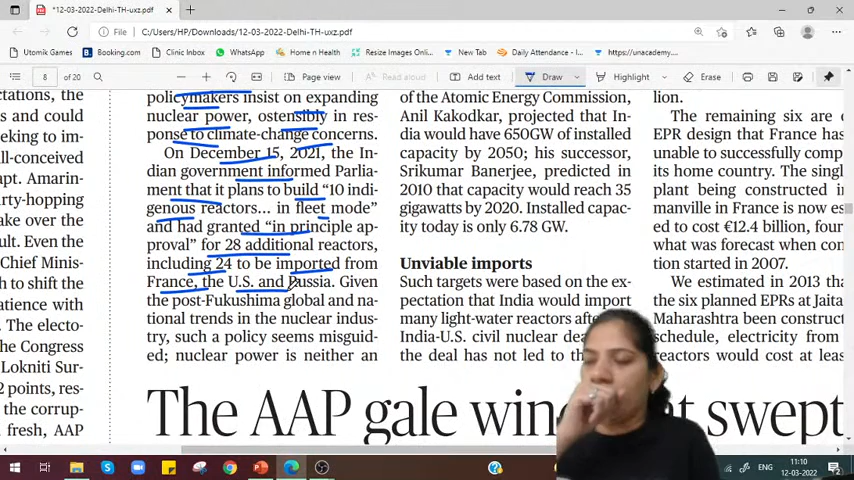 *12-03-2022-Delhi-TH-uxz.pdf
File
C:/Users/HP/Downloads/12-03-2022-Delhi-TH-uxz.pdf
Utomik Games
Booking.com
Clinic Inbox
WhatsApp
Home n Health
Resize Images Onl...
New Tab
Daily Attendance - I...
https://unacademy....
8 of 20
Page view
Read aloud
Add text
Draw
Highlight
Erase
ctations, the
s and could
eeking to im-
ll-conceived
apt. Amarin-
rty-hopping
ake over the
ult. Even the
Chief Minis-
h to shift the
atience with
r. The electo-
he Congress
Lokniti Sur-
2 points, res-
the corrup-
fresh, AAP
policymakers insist on expanding
nuclear power, ostensibly in res-
ponse to climate-change concerns.
On December 15, 2021, the In-
dian government informed Parlia-
ment that it plans to build “10 indi-
genous reactors... in fleet mode”
and had granted “in principle ap-
proval” for 28 additional reactors,
including 24 to be imported from
France, the U.S. and Russia. Given
the post-Fukushima global and na-
tional trends in the nuclear indus-
try, such a policy seems misguid-
ed; nuclear power is neither an
of the Atomic Energy Commission,
Anil Kakodkar, projected that In-
dia would have 650GW of installed
capacity by 2050; his successor,
Srikumar Banerjee, predicted in
2010 that capacity would reach 35
gigawatts by 2020. Installed capac-
ity today is only 6.78 GW.
Unviable imports
Such targets were based on the ex-
pectation that India would import
many light-water reactors afte
India-U.S. civil nuclear dea
the deal has not led to th
lion.
The remaining six are
EPR design that France has
unable to successfully comp
its home country. The singl
plant being constructed i
manville in France is now es
ed to cost €12.4 billion, four
what was forecast when con
tion started in 2007.
We estimated in 2013 tha
the six planned EPRs at Jaita
Maharashtra been construct
schedule, electricity from
reactors would cost at leas
The AAP gale win at swept
ENG
11:10
12-03-2022